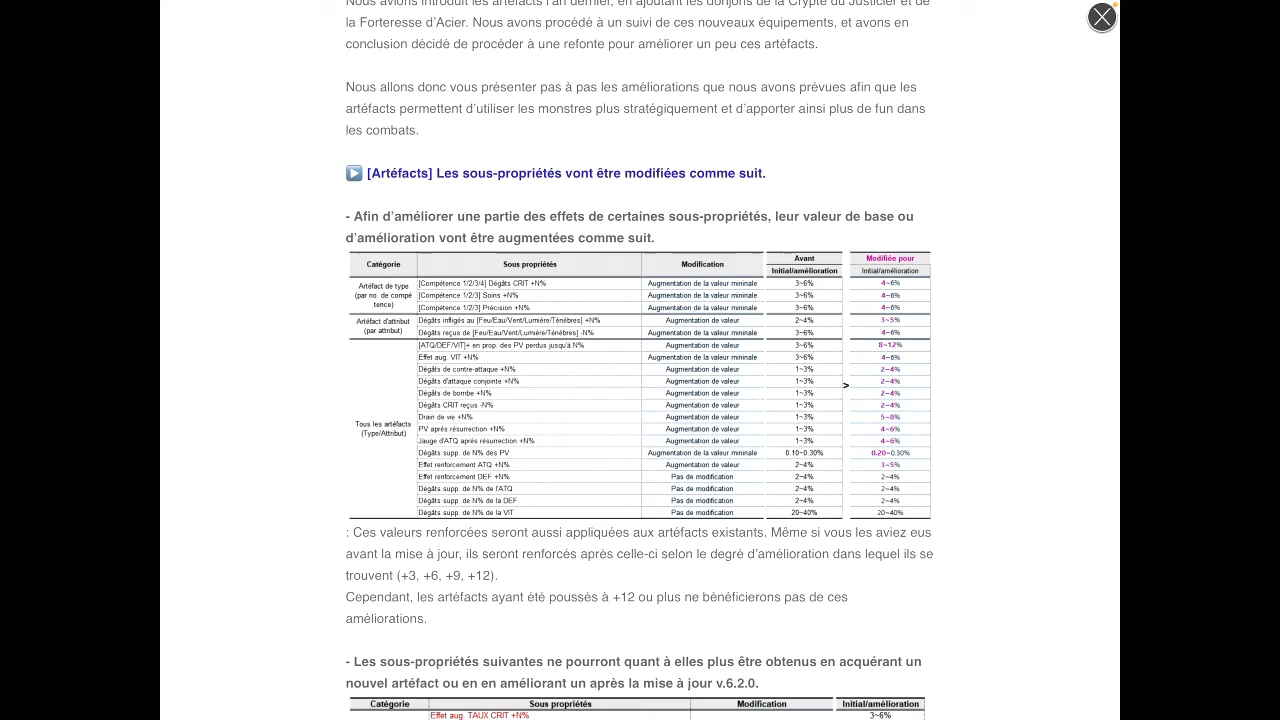 Nous avions introduit les artéfacts l'an dernier, en ajoutant les donjons de la Crypte du Justicier et de
la Forteresse d'Acier. Nous avons procédé à un suivi de ces nouveaux équipements, et avons en
conclusion décidé de procéder à une refonte pour améliorer un peu ces artéfacts.
Nous allons donc vous présenter pas à pas les améliorations que nous avons prévues afin que les
artéfacts permettent d'utiliser les monstres plus stratégiquement et d'apporter ainsi plus de fun dans
les combats.
[Artéfacts] Les sous-propriétés vont être modifiées comme suit.
- Afin d'améliorer une partie des effets de certaines sous-propriétés, leur valeur de base ou
d'amélioration vont être augmentées comme suit.
Catégorie Sous propriétés Modification Avant Modifiée pour
Initial/amélioration Initial/amélioration
Artéfact de type
(par no. de compé
tence)
[Compétence 1/2/3/4] Dégâts CRIT +N% Augmentation de la valeur mininale 3~6% 4~6%
[Compétence 1/2/3] Soins +N% Augmentation de la valeur mininale 3~6% 4~6%
[Compétence 1/2/3] Précision +N% Augmentation de la valeur mininale 3~6% 4~6%
Artéfact d'attribut
(par attribut)
Dégâts infligés au [Feu/Eau/Vent/Lumière/Ténèbres] +N% Augmentation de valeur 2~4% 3~5%
Dégâts reçus de [Feu/Eau/Vent/Lumière/Ténèbres] -N% Augmentation de la valeur mininale 3~6% 4~6%
Tous les artéfacts
(Type/Attribut)
[ATQ/DEF/VIT]+ en prop. des PV perdus jusqu'à N% Augmentation de valeur 3~6% 8~12%
Effet aug. VIT +N% Augmentation de la valeur mininale 3~6% 4~6%
Dégâts de contre-attaque +N% Augmentation de valeur 1~3% 2~4%
Dégâts d'attaque conjointe +N% Augmentation de valeur 1~3% 2~4%
>
Dégâts de bombe +N% Augmentation de valeur 1~3% 2~4%
Dégâts CRIT reçus -N% Augmentation de valeur 1~3% 2~4%
Drain de vie +N% Augmentation de valeur 1~3% 5~8%
PV après résurrection +N% Augmentation de valeur 1~3% 4~6%
Jauge d'ATQ après résurrection +N% Augmentation de valeur 1~3% 4~6%
Dégâts supp. de N% des PV Augmentation de la valeur mininale 0.10~0.30% 0.20~0.30%
Effet renforcement ATQ +N% Augmentation de valeur 2~4% 3~5%
Effet renforcement DEF +N% Pas de modification 2~4% 2~4%
Dégâts supp. de N% de l'ATQ Pas de modification 2~4% 2~4%
Dégâts supp. de N% de la DEF Pas de modification 2~4% 2~4%
Dégâts supp. de N% de la VIT Pas de modification 20~40% 20~40%
: Ces valeurs renforcées seront aussi appliquées aux artéfacts existants. Même si vous les aviez eus
avant la mise à jour, ils seront renforcés après celle-ci selon le degré d'amélioration dans lequel ils se
trouvent (+3, +6, +9, +12).
Cependant, les artéfacts ayant été poussés à +12 ou plus ne bénéficierons pas de ces
améliorations.
- Les sous-propriétés suivantes ne pourront quant à elles plus être obtenus en acquérant un
nouvel artéfact ou en en améliorant un après la mise à jour v.6.2.0.
Catégorie Sous propriétés Modification Initial/amélioration
Effet aug. TAUX CRIT +N% 3~6%